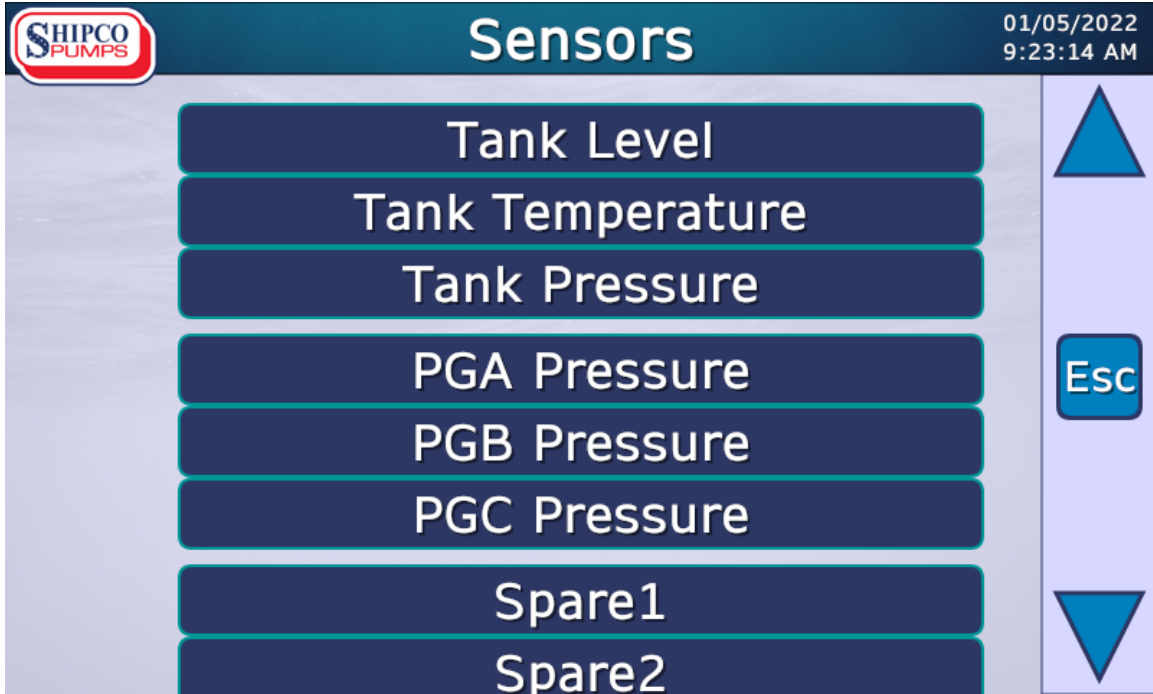 SHIPCO
PUMPS
Sensors
01/05/2022
9:23:14 AM
Tank Level
Tank Temperature
Tank Pressure
PGA Pressure
Esc
PGB Pressure
PGC Pressure
Spare1
Spare2